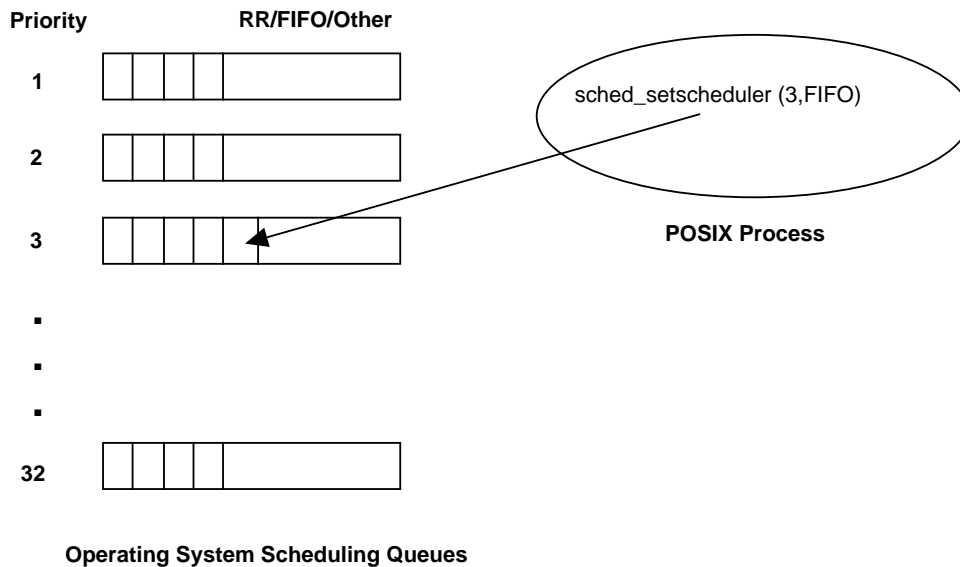 Priority
RR/FIFO/Other
1
sched_setscheduler (3,FIFO)
2
3
POSIX Process
32
Operating System Scheduling Queues